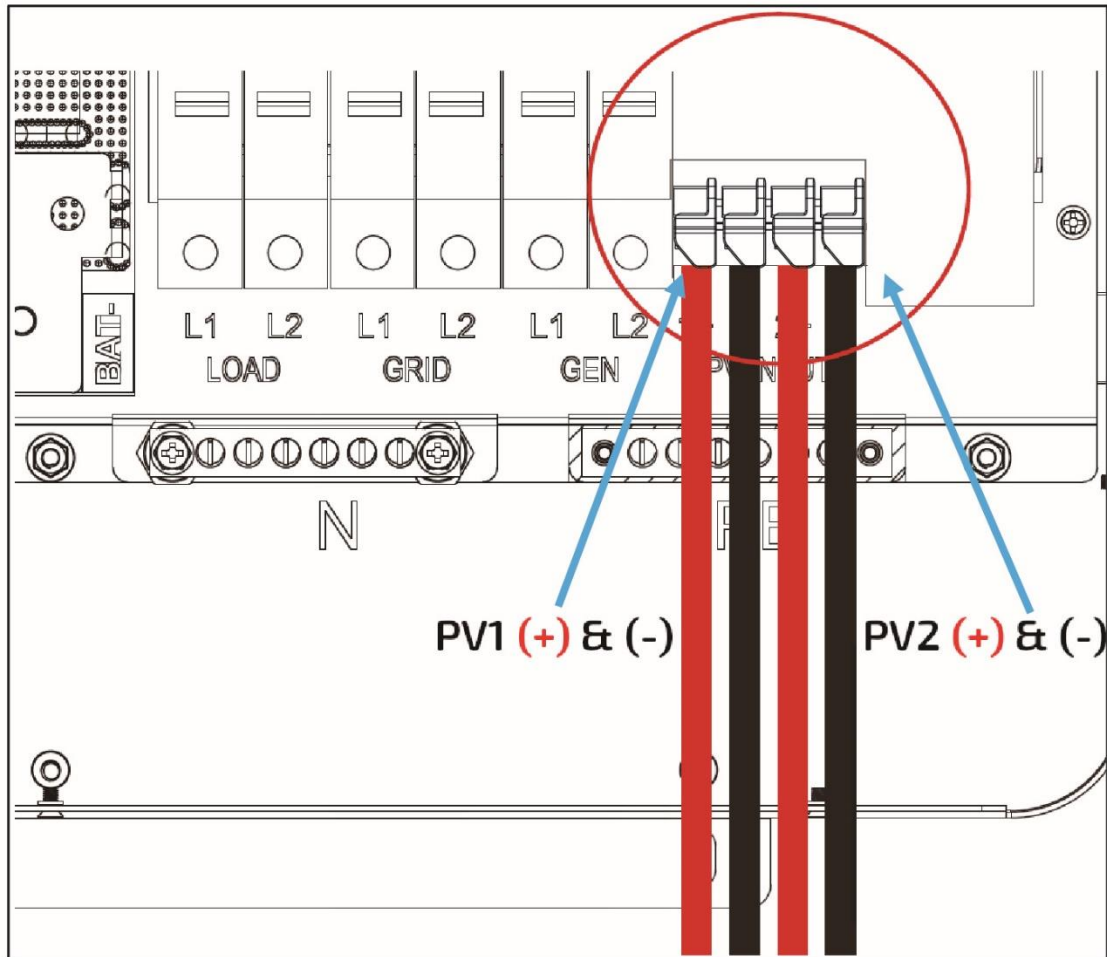 L1 L2 L1 L2 L1 L2
LOAD GRID GEN
BAT-
N
PV1 (+) & (-)
PV2 (+) & (-)